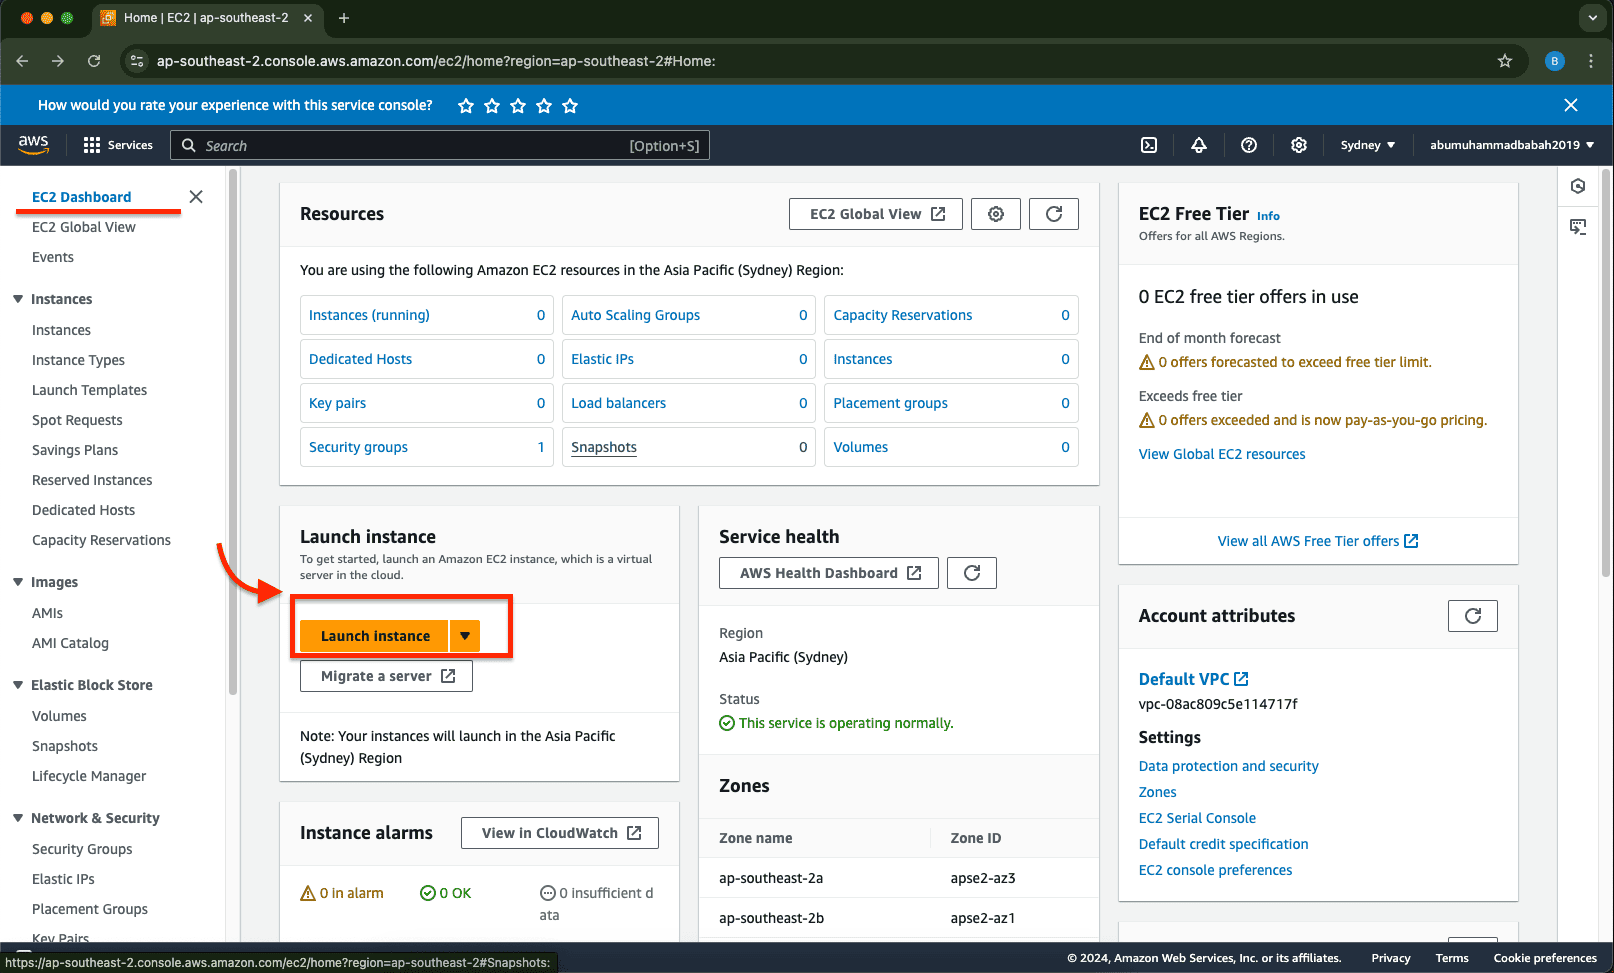 Home | EC2 | ap-southeast-2
ap-southeast-2.console.aws.amazon.com/ec2/home?region=ap-southeast-2#Home:
B
How would you rate your experience with this service console?
aws
Services
Search
[Option+S]
Sydney
abumuhammadbabah2019
EC2 Dashboard
EC2 Global View
Events
Instances
Instances
Instance Types
Launch Templates
Spot Requests
Savings Plans
Reserved Instances
Dedicated Hosts
Capacity Reservations
Images
AMIs
AMI Catalog
Elastic Block Store
Volumes
Snapshots
Lifecycle Manager
Network & Security
Security Groups
Elastic IPs
Placement Groups
Key Pairs
Resources
EC2 Global View
You are using the following Amazon EC2 resources in the Asia Pacific (Sydney) Region:
Instances (running) 0
Auto Scaling Groups 0
Capacity Reservations 0
Dedicated Hosts 0
Elastic IPs 0
Instances 0
Key pairs 0
Load balancers 0
Placement groups 0
Security groups 1
Snapshots 0
Volumes 0
Launch instance
To get started, launch an Amazon EC2 instance, which is a virtual
server in the cloud.
Launch instance
Migrate a server
Note: Your instances will launch in the Asia Pacific
(Sydney) Region
Instance alarms
View in CloudWatch
0 in alarm
0 OK
0 insufficient d
ata
Service health
AWS Health Dashboard
Region
Asia Pacific (Sydney)
Status
This service is operating normally.
Zones
Zone name Zone ID
ap-southeast-2a apse2-az3
ap-southeast-2b apse2-az1
EC2 Free Tier Info
Offers for all AWS Regions.
0 EC2 free tier offers in use
End of month forecast
0 offers forecasted to exceed free tier limit.
Exceeds free tier
0 offers exceeded and is now pay-as-you-go pricing.
View Global EC2 resources
View all AWS Free Tier offers
Account attributes
Default VPC
vpc-08ac809c5e114717f
Settings
Data protection and security
Zones
EC2 Serial Console
Default credit specification
EC2 console preferences
https://ap-southeast-2.console.aws.amazon.com/ec2/home?region=ap-southeast-2#Snapshots:
© 2024, Amazon Web Services, Inc. or its affiliates.
Privacy
Terms
Cookie preferences